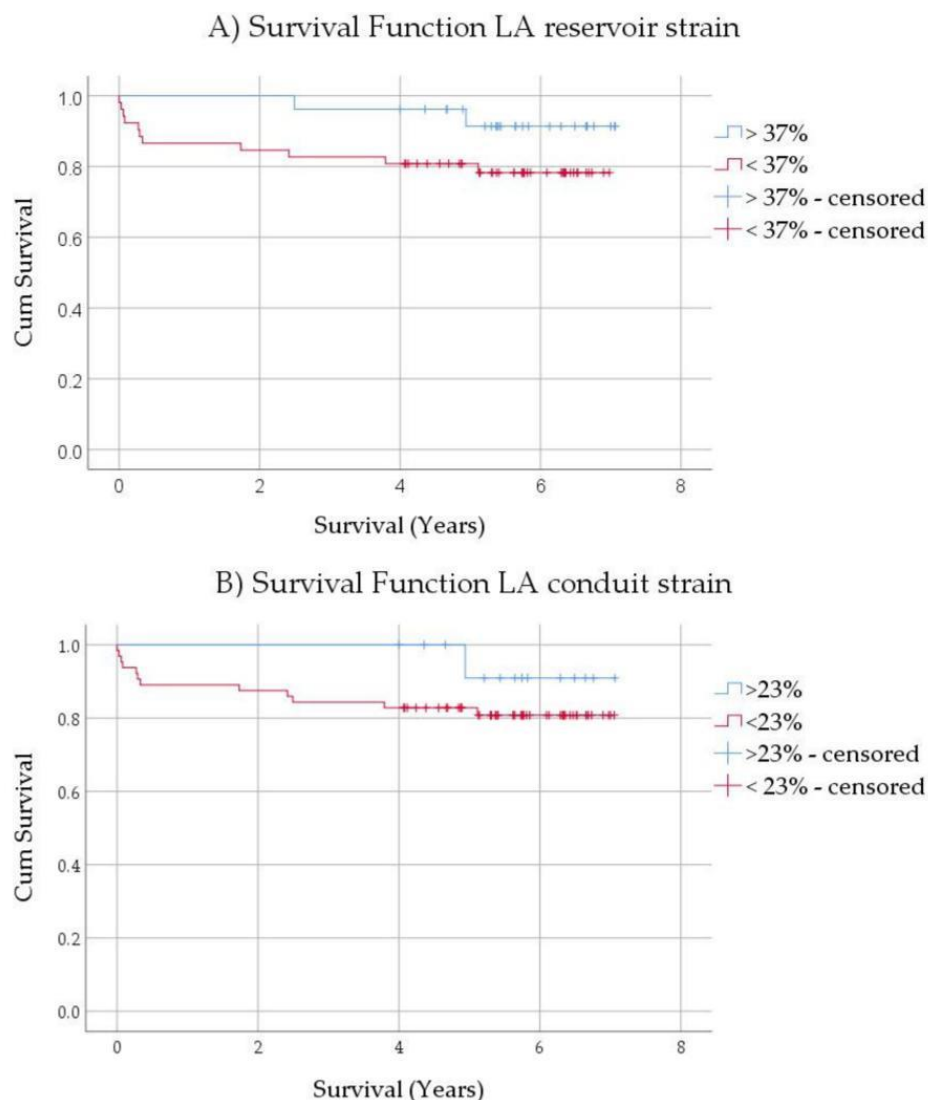 A) Survival Function LA reservoir strain
1.0
0.8
0.6
0.4
0.2
0.0
Cum Survival
0 2 4 6 8
Survival (Years)
> 37%
< 37%
> 37% - censored
< 37% - censored
B) Survival Function LA conduit strain
1.0
0.8
0.6
0.4
0.2
0.0
Cum Survival
0 2 4 6 8
Survival (Years)
>23%
<23%
>23% - censored
< 23% - censored